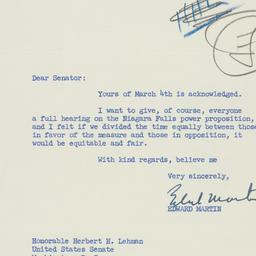 Dear Senator:
Yours of March 4th is acknowledged.
I want to give, of course, everyone
a full hearing on the Niagara Falls power proposition,
and I felt if we divided the time equally between those
in favor of the measure and those in opposition, it
would be equitable and fair.
With kind regards, believe me
Very sincerely,
Edward Martin
EDWARD MARTIN
Honorable Herbert H. Lehman
United States Senate